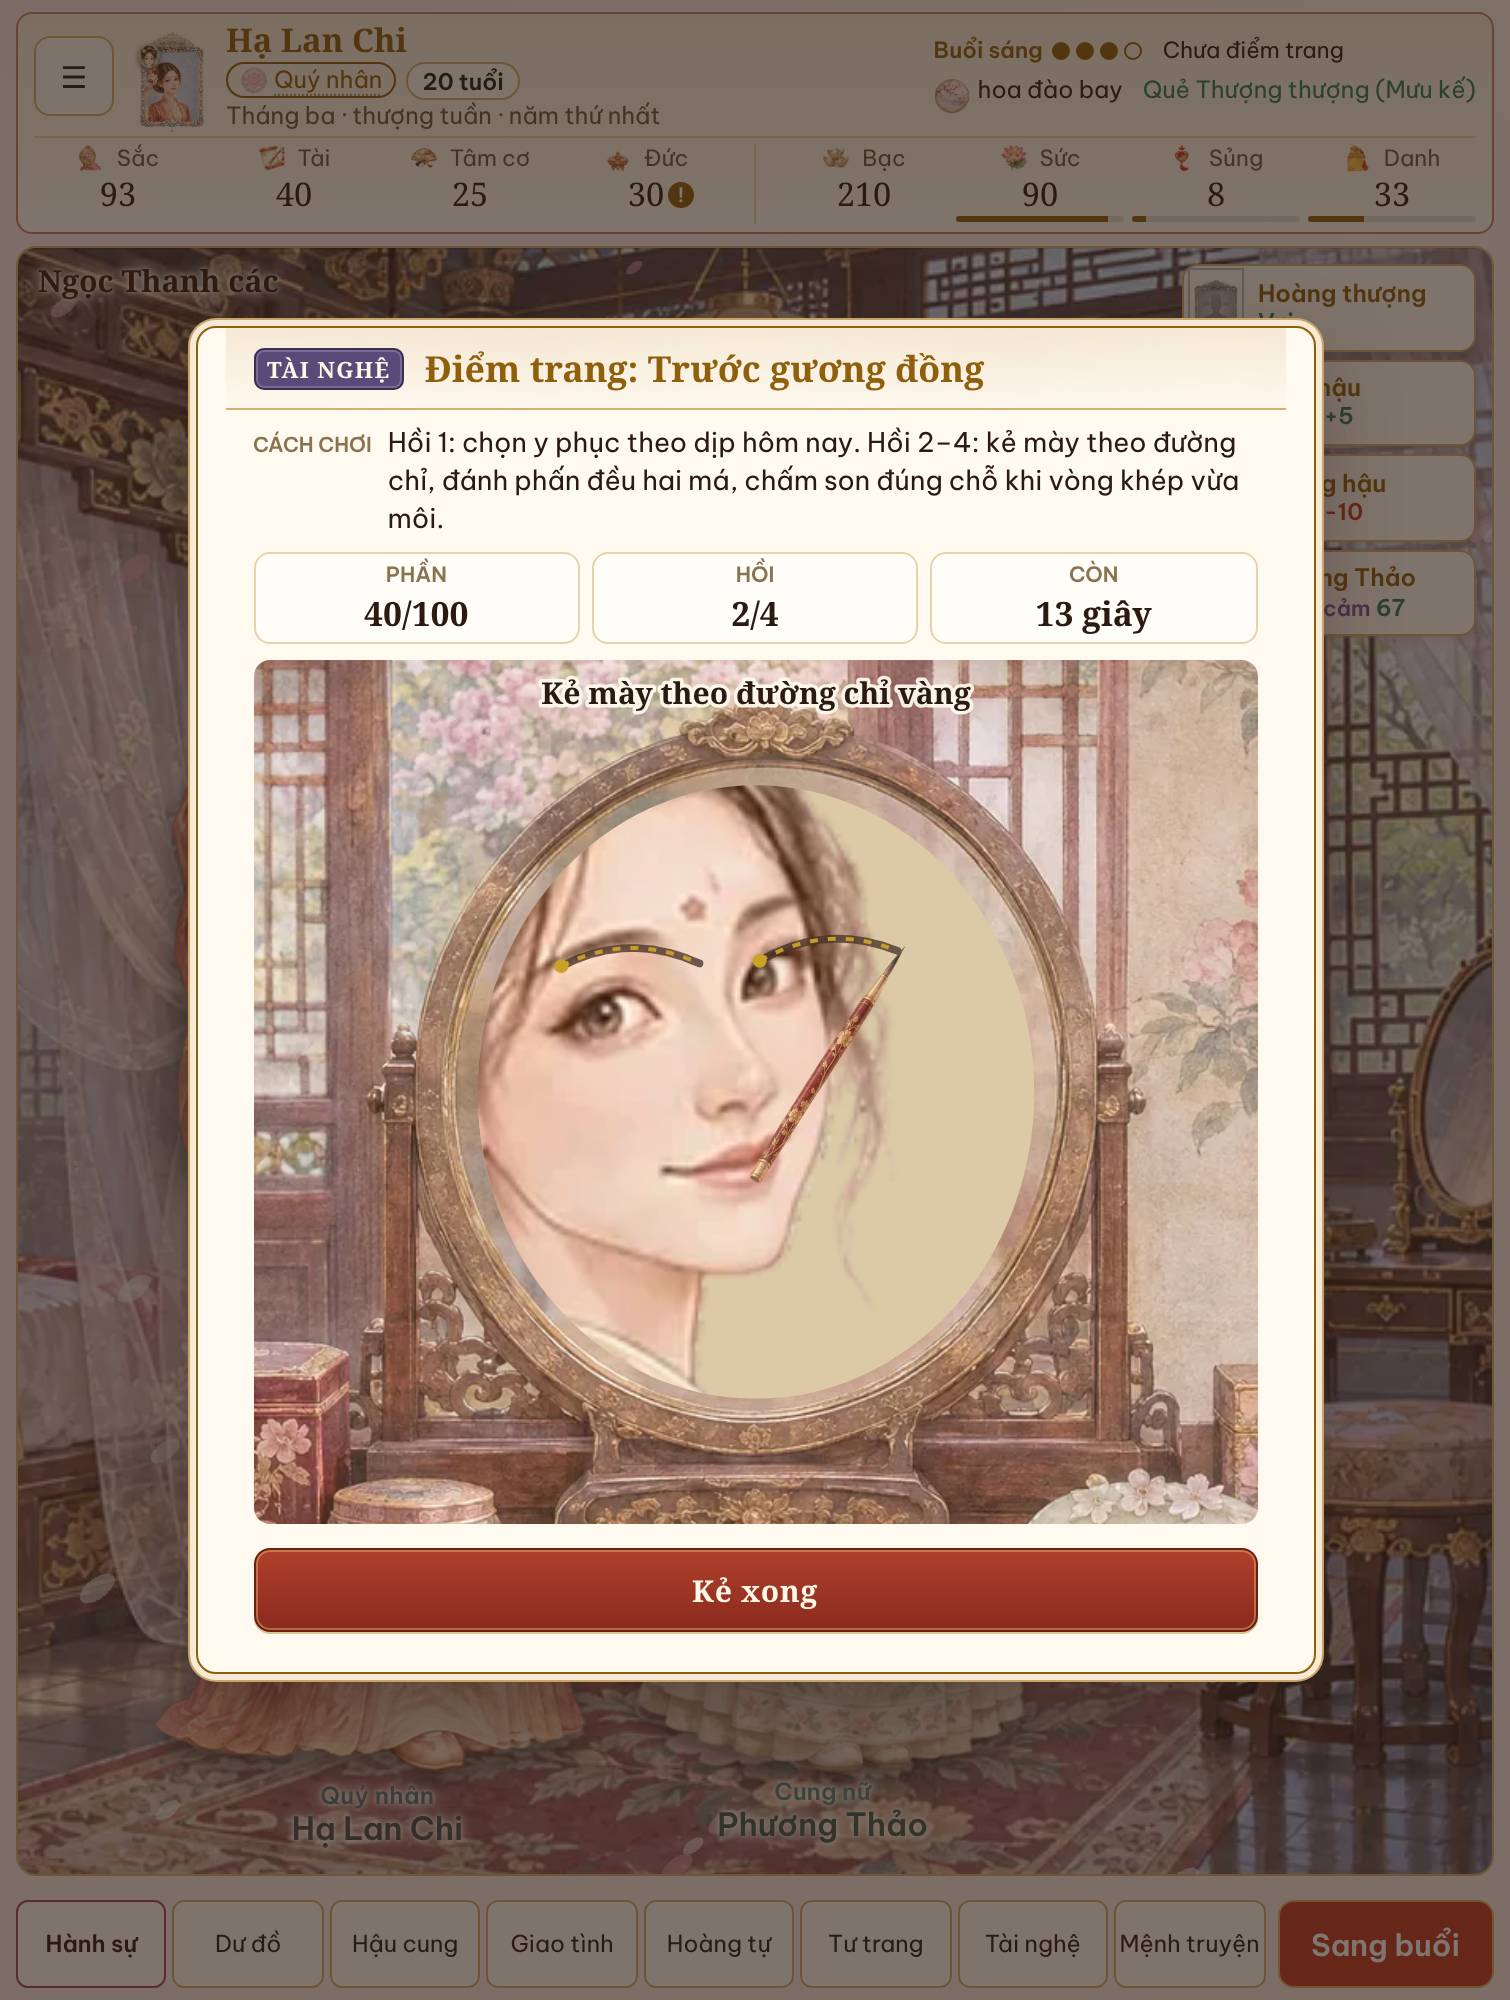 Hạ Lan Chi
Quý nhân
20 tuổi
Tháng ba · thượng tuần · năm thứ nhất
Buổi sáng
Chưa điểm trang
hoa đào bay
Quẻ Thượng thượng (Mưu kế)
Sắc
Tài
Tâm cơ
Đức
Bạc
Sức
Sủng
Danh
93
40
25
30
!
210
90
8
33
Ngọc Thanh các
Hoàng thượng
+5
-10
67
TÀI NGHỆ
Điểm trang: Trước gương đồng
CÁCH CHƠI
Hồi 1: chọn y phục theo dịp hôm nay. Hồi 2–4: kẻ mày theo đường
chỉ, đánh phấn đều hai má, chấm son đúng chỗ khi vòng khép vừa
môi.
PHẦN
HỒI
CÒN
40/100
2/4
13 giây
Kẻ mày theo đường chỉ vàng
Kẻ xong
Quý nhân
Hạ Lan Chi
Cung nữ
Phương Thảo
Hành sự
Dư đồ
Hậu cung
Giao tình
Hoàng tự
Tư trang
Tài nghệ
Mệnh truyện
Sang buổi